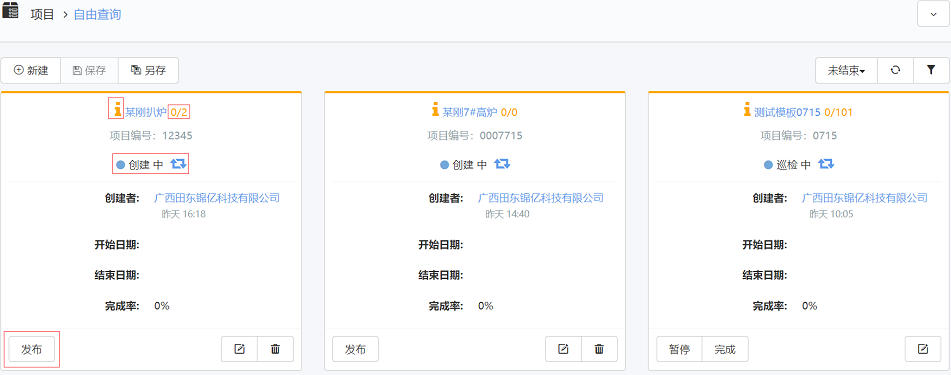 项目 > 自由查询
新建 保存 另存 未结束
某刚扒炉 0/2
项目编号: 12345
创建 中
创建者: 广西田东锦亿科技有限公司
昨天 16:18
开始日期:
结束日期:
完成率: 0%
发布
某刚7#高炉 0/0
项目编号: 0007715
创建 中
创建者: 广西田东锦亿科技有限公司
昨天 14:40
开始日期:
结束日期:
完成率: 0%
发布
测试模板0715 0/101
项目编号: 0715
巡检 中
创建者: 广西田东锦亿科技有限公司
昨天 10:05
开始日期:
结束日期:
完成率: 0%
暂停 完成